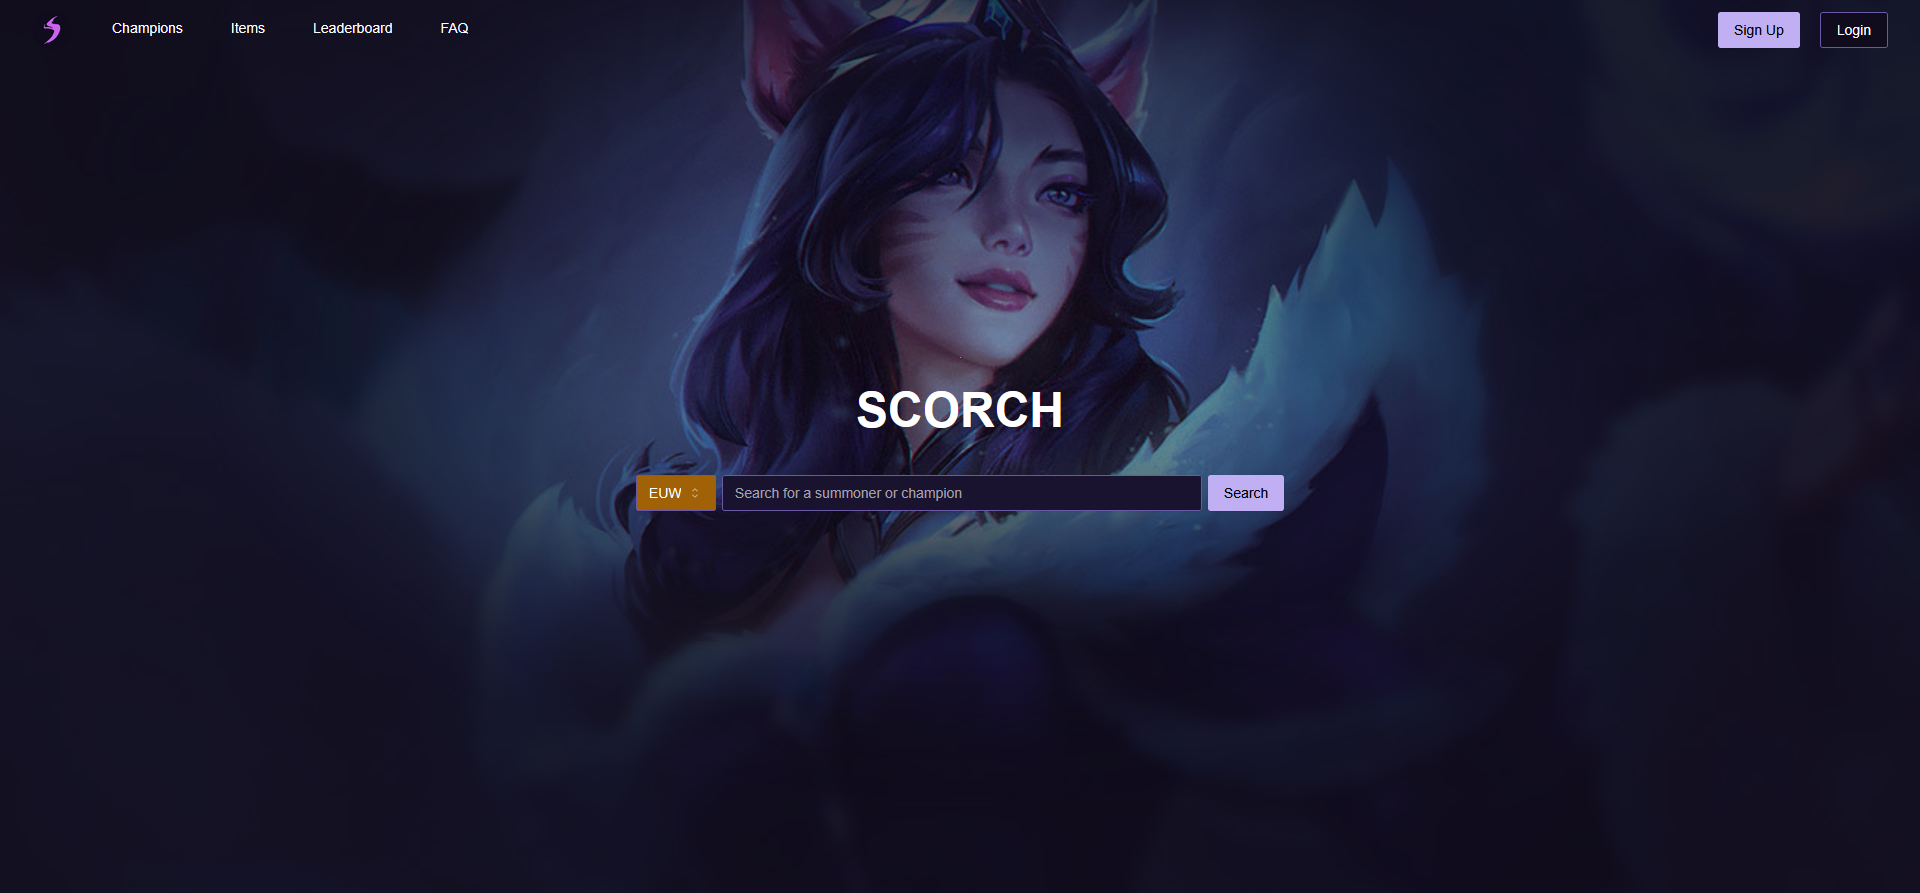 Champions Items Leaderboard FAQ Sign Up Login
SCORCH
EUW Search for a summoner or champion Search